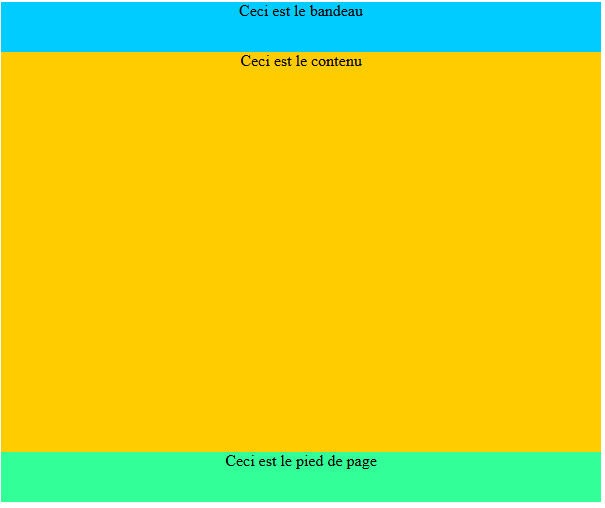 Ceci est le bandeau
Ceci est le contenu
Ceci est le pied de page